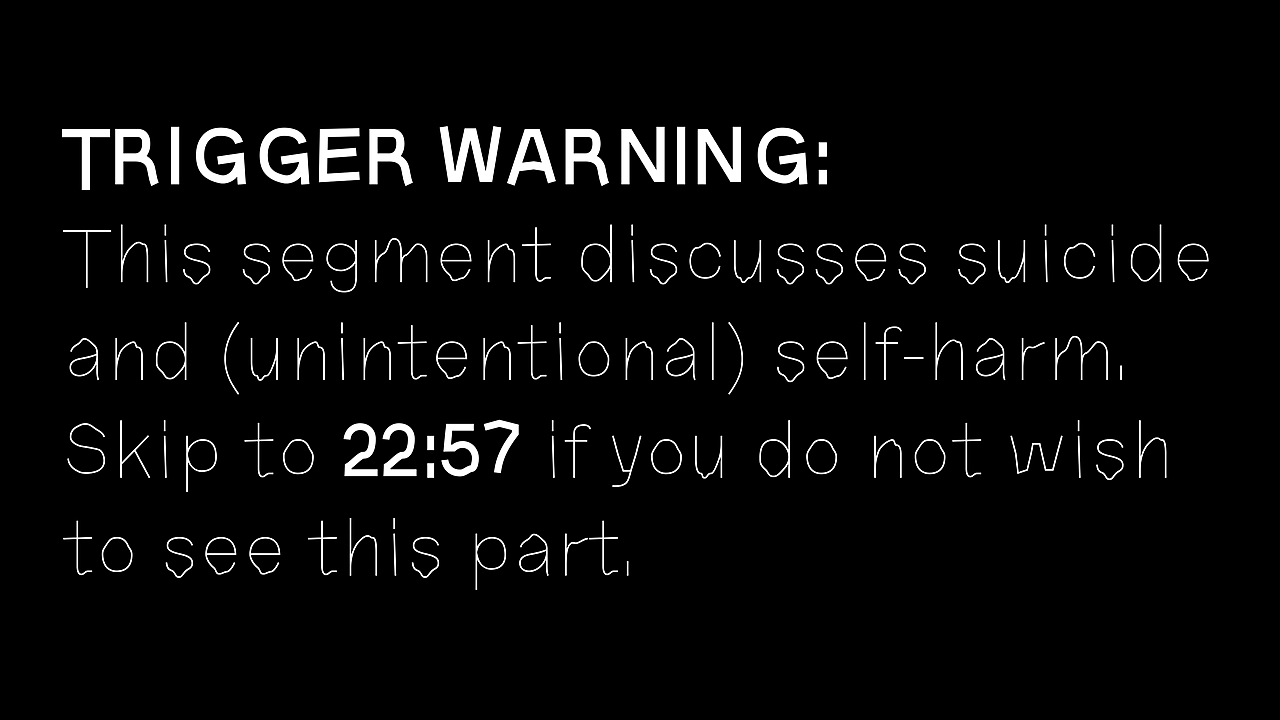 TRIGGER WARNING:
This segment discusses suicide
and (unintentional) self-harm.
Skip to 22:57 if you do not wish
to see this part.